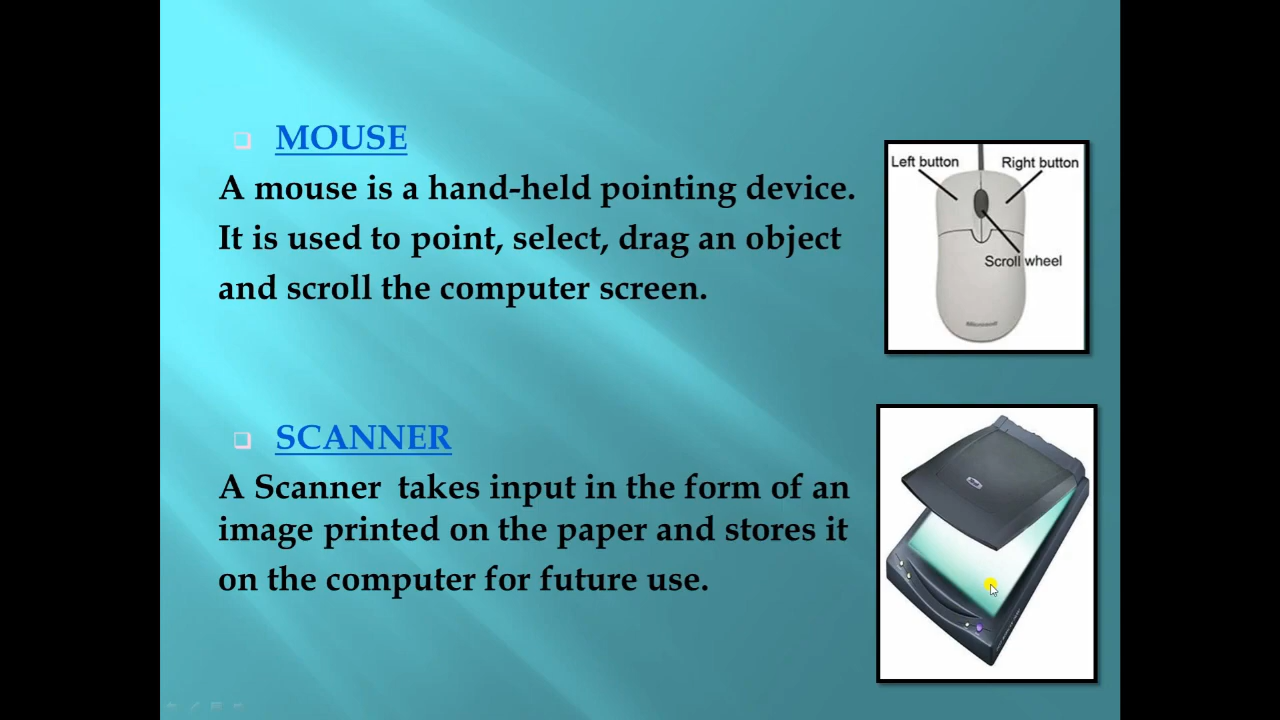 MOUSE
A mouse is a hand-held pointing device.
It is used to point, select, drag an object
and scroll the computer screen.
Left button
Right button
Scroll wheel
Microsoft
SCANNER
A Scanner takes input in the form of an
image printed on the paper and stores it
on the computer for future use.